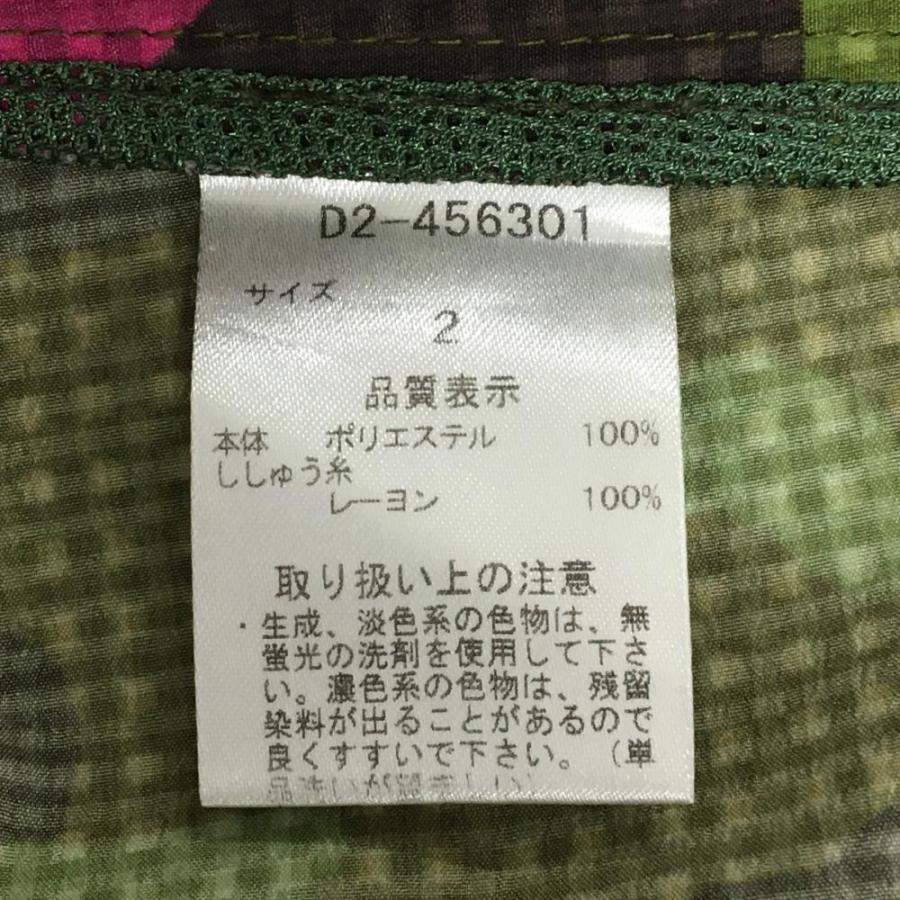 D2-456301
サイズ
2
品質表示
本体 ポリエステル 100%
ししゅう糸
レーヨン 100%
取り扱い上の注意
・生成、淡色系の色物は、無
蛍光の洗剤を使用して下さ
い。濃色系の色物は、残留
染料が出ることがあるので
良くすすいで下さい。(単
品洗いが